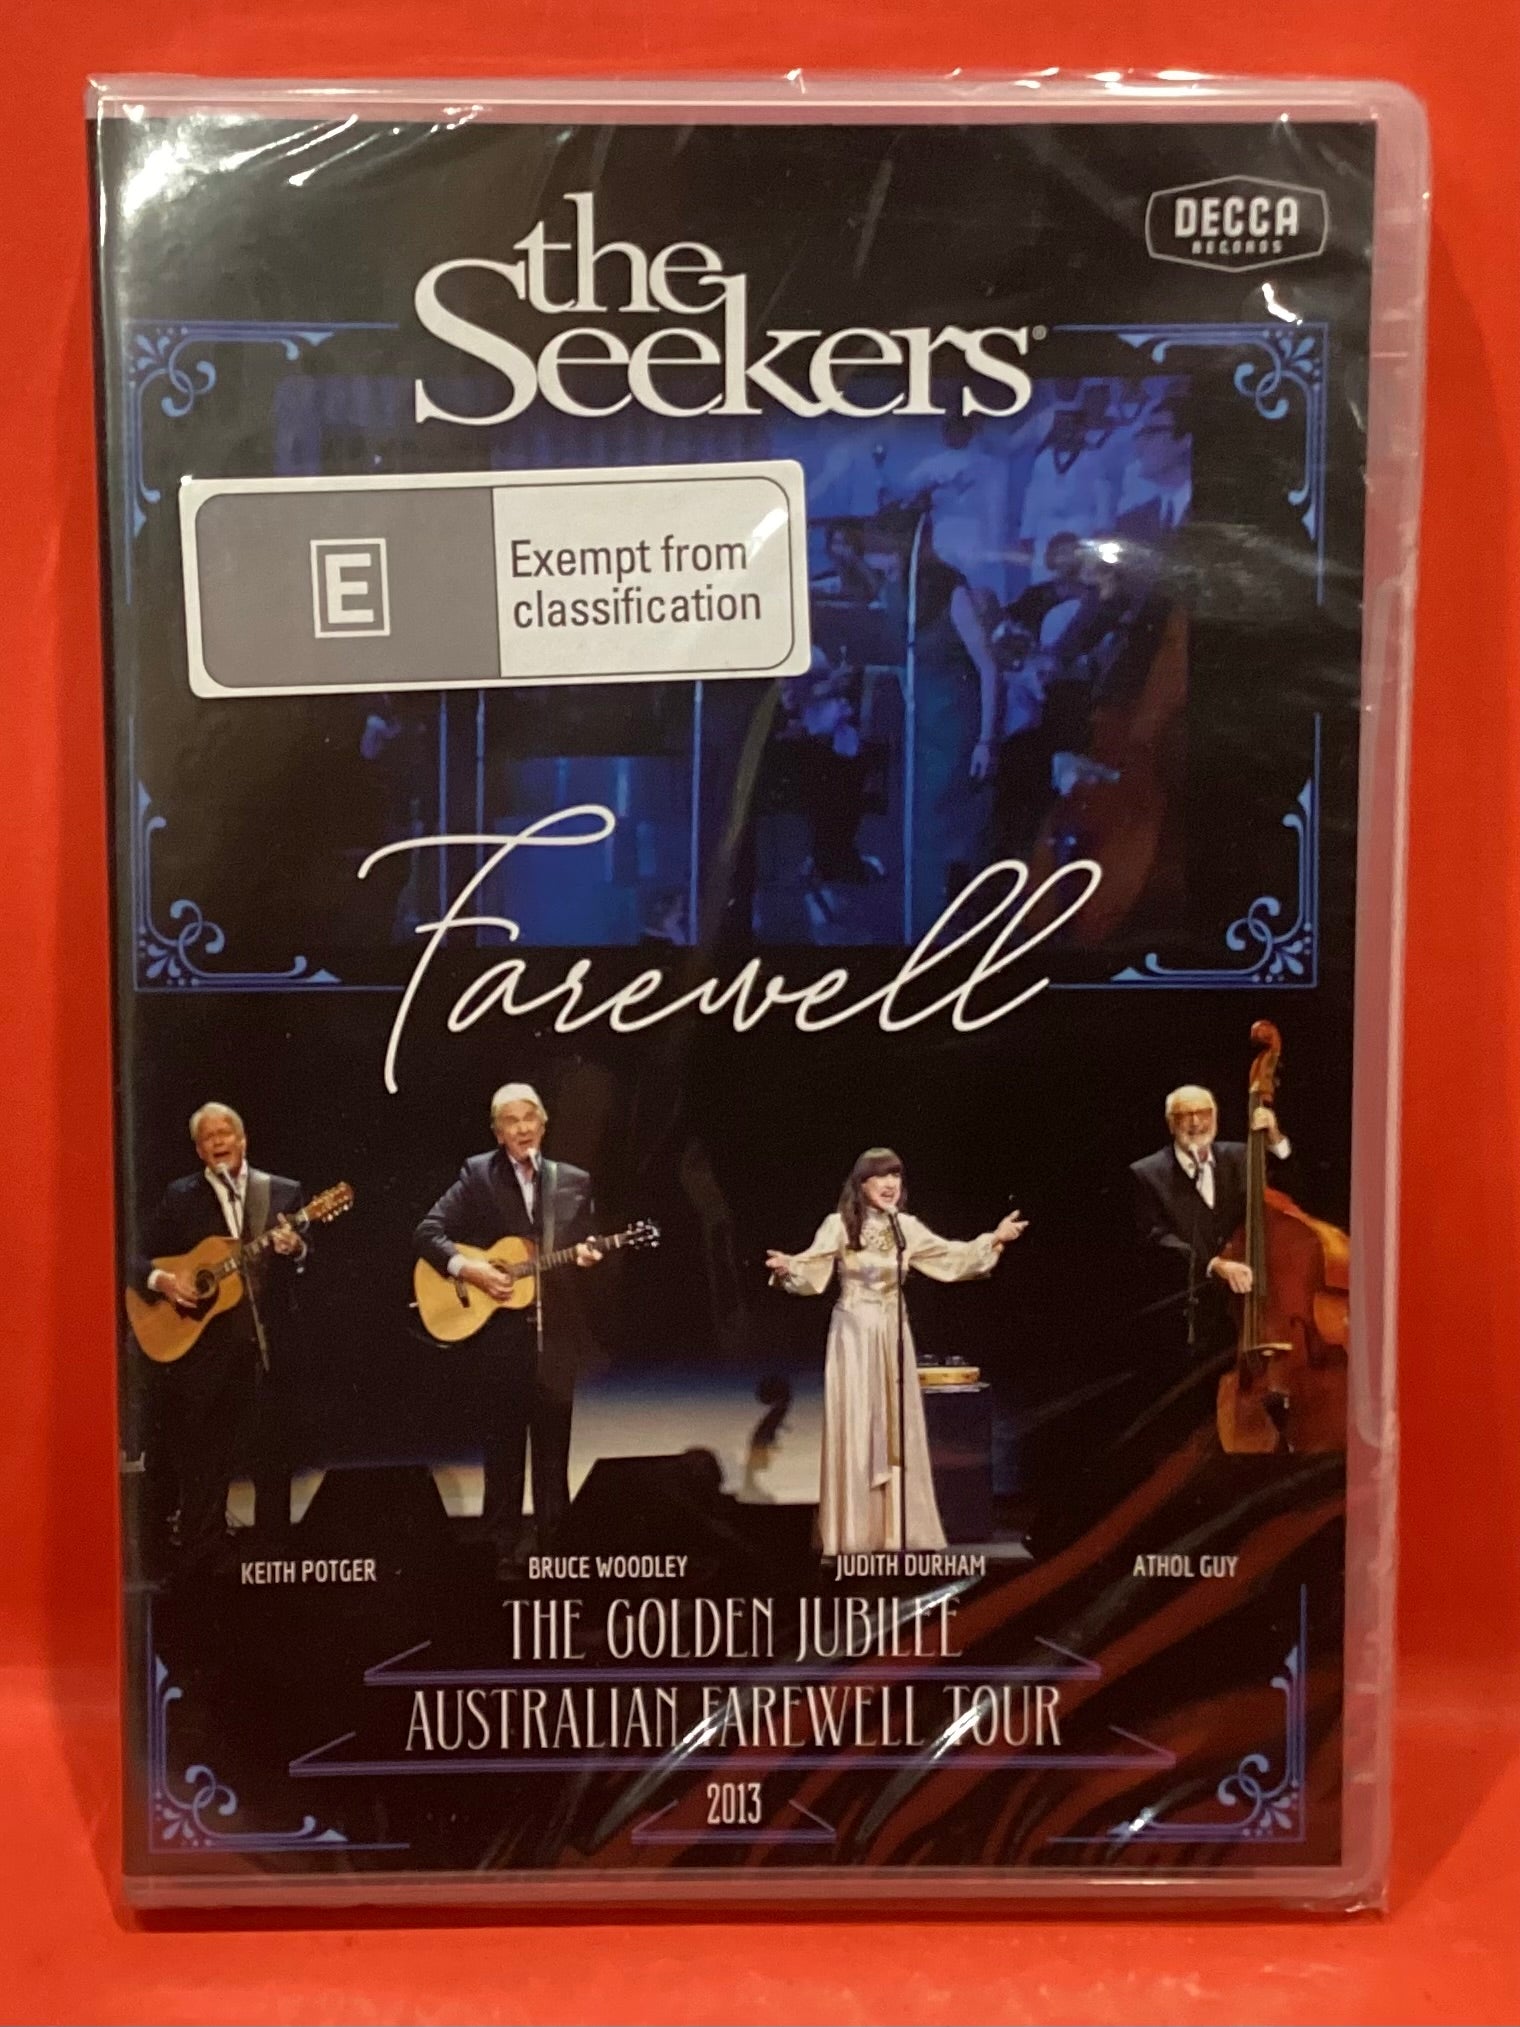 the
Seekers®
DECCA
RECORDS
E
Exempt from
classification
Farewell
KEITH POTGER
BRUCE WOODLEY
JUDITH DURHAM
ATHOL GUY
THE GOLDEN JUBILEE
AUSTRALIAN FAREWELL TOUR
2013